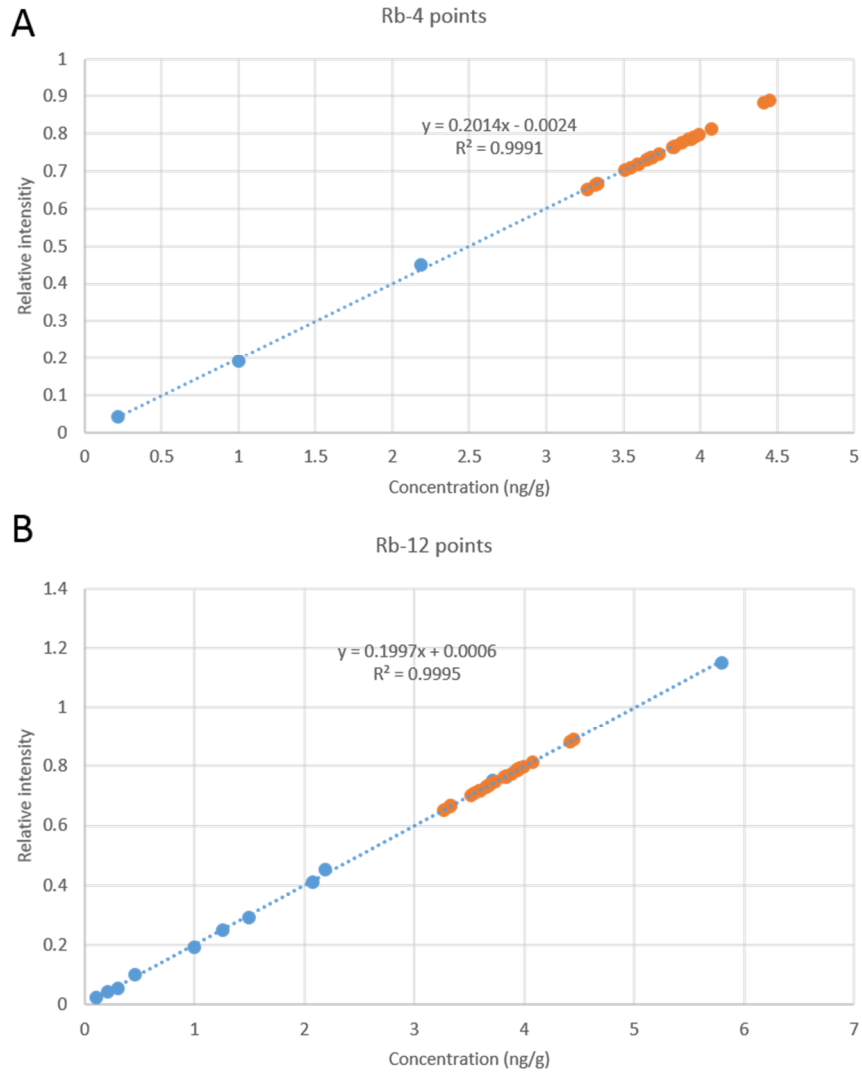 A
Rb-4 points
1
0.9
0.8
0.7
0.6
0.5
0.4
0.3
0.2
0.1
0
y = 0.2014x - 0.0024
R² = 0.9991
Relative intensitiy
0 0.5 1 1.5 2 2.5 3 3.5 4 4.5 5
Concentration (ng/g)
B
Rb-12 points
1.4
1.2
1
0.8
0.6
0.4
0.2
0
y = 0.1997x + 0.0006
R² = 0.9995
Relative intensity
0 1 2 3 4 5 6 7
Concentration (ng/g)